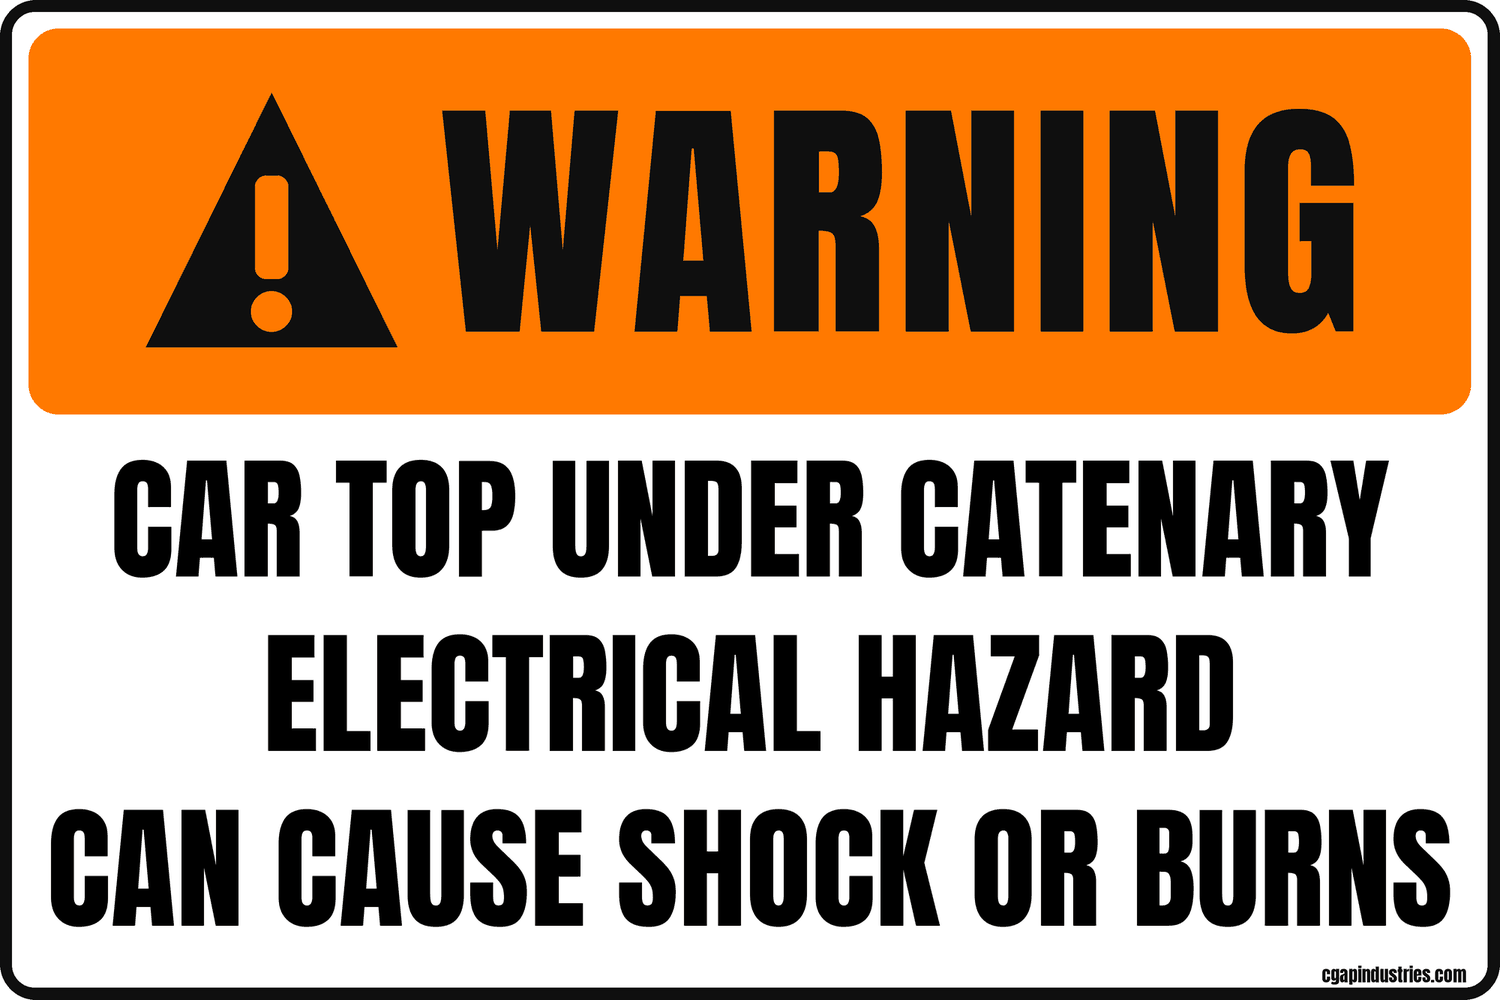 WARNING
CAR TOP UNDER CATENARY
ELECTRICAL HAZARD
CAN CAUSE SHOCK OR BURNS
cgapindustries.com